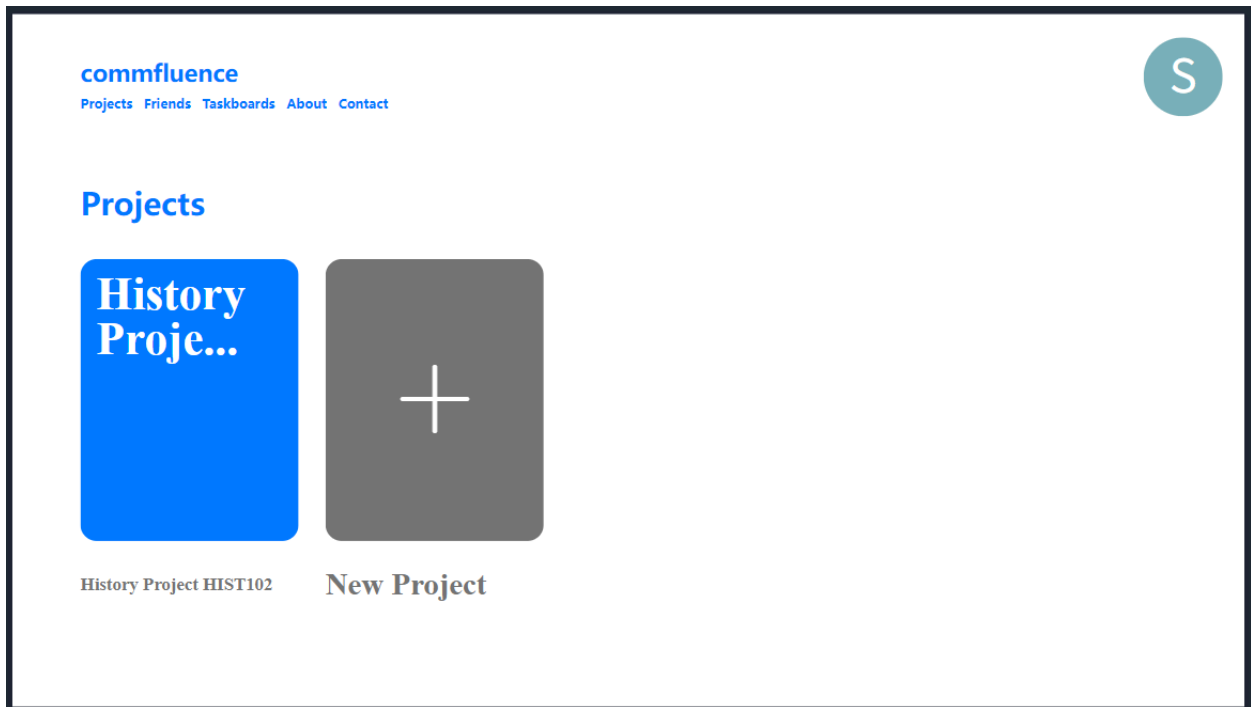 commfluence
S
Projects Friends Taskboards About Contact
Projects
History
Proje...
History Project HIST102
New Project